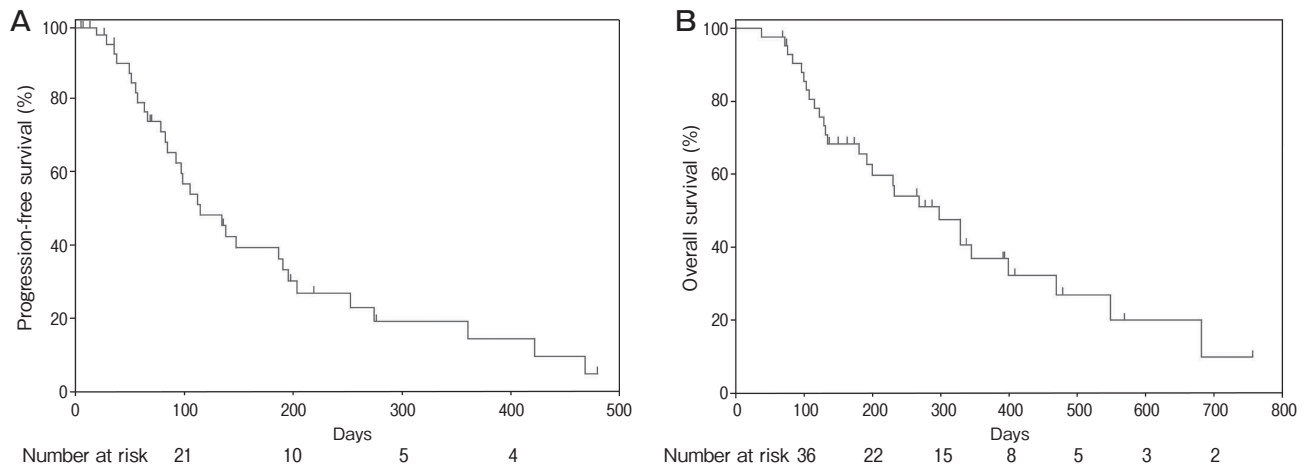 A
Progression-free survival (%)
100
80
60
40
20
0
0 100 200 300 400 500
Days
Number at risk 21 10 5 4
B
Overall survival (%)
100
80
60
40
20
0
0 100 200 300 400 500 600 700 800
Days
Number at risk 36 22 15 8 5 3 2